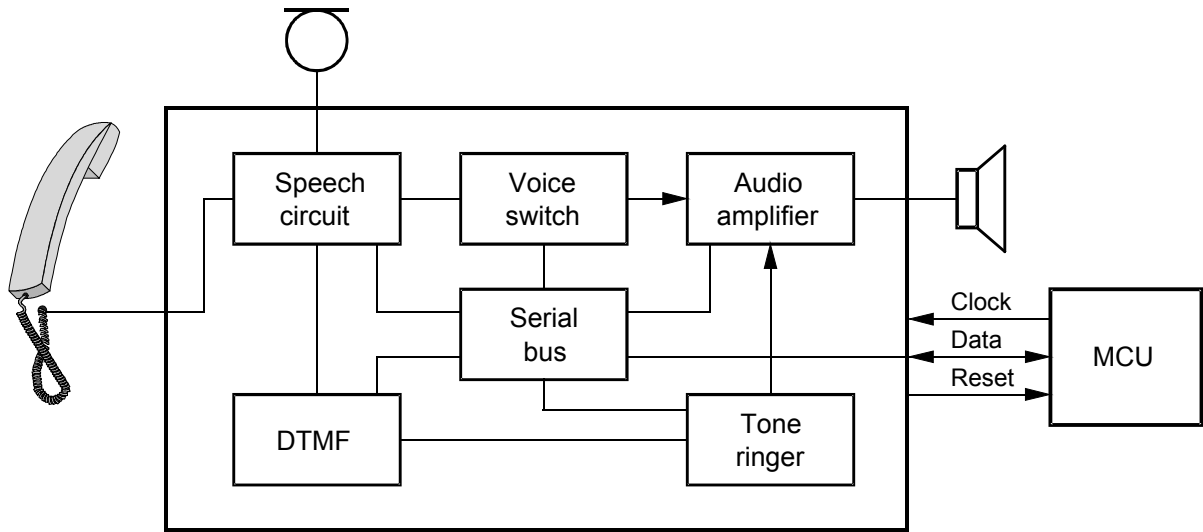 Speech
circuit
Voice
switch
Audio
amplifier
Serial
bus
Clock
Data
Reset
MCU
DTMF
Tone
ringer